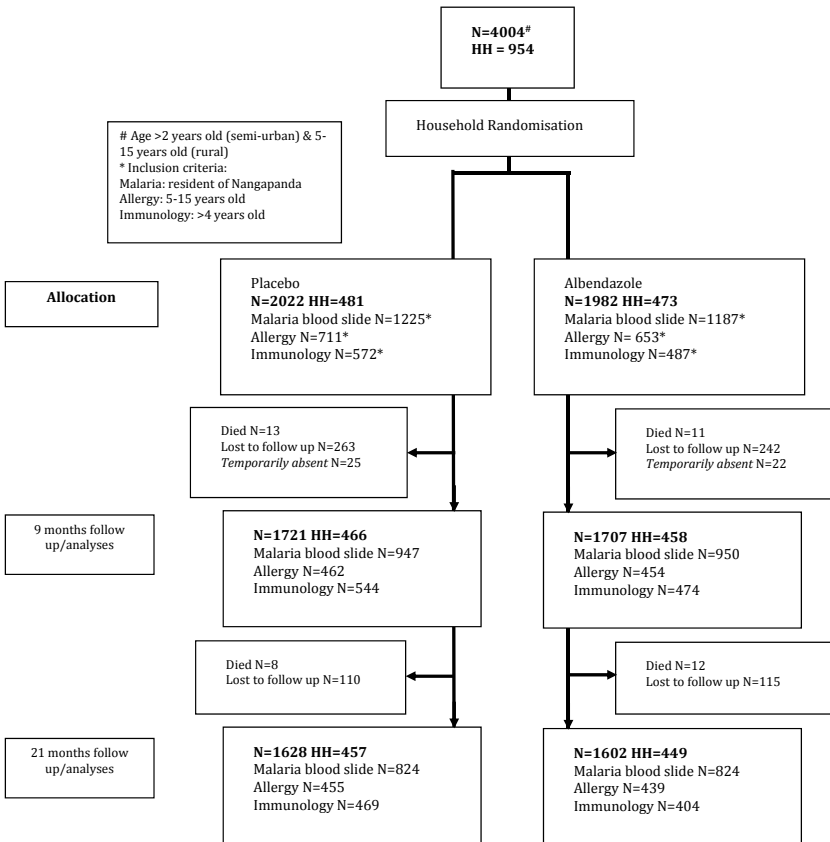 N=4004#
HH = 954
Household Randomisation
# Age >2 years old (semi-urban) & 5-
15 years old (rural)
* Inclusion criteria:
Malaria: resident of Nangapanda
Allergy: 5-15 years old
Immunology: >4 years old
Allocation
Placebo
N=2022 HH=481
Malaria blood slide N=1225*
Allergy N=711*
Immunology N=572*
Albendazole
N=1982 HH=473
Malaria blood slide N=1187*
Allergy N= 653*
Immunology N=487*
Died N=13
Lost to follow up N=263
Temporarily absent N=25
Died N=11
Lost to follow up N=242
Temporarily absent N=22
9 months follow
up/analyses
N=1721 HH=466
Malaria blood slide N=947
Allergy N=462
Immunology N=544
N=1707 HH=458
Malaria blood slide N=950
Allergy N=454
Immunology N=474
Died N=8
Lost to follow up N=110
Died N=12
Lost to follow up N=115
21 months follow
up/analyses
N=1628 HH=457
Malaria blood slide N=824
Allergy N=455
Immunology N=469
N=1602 HH=449
Malaria blood slide N=824
Allergy N=439
Immunology N=404